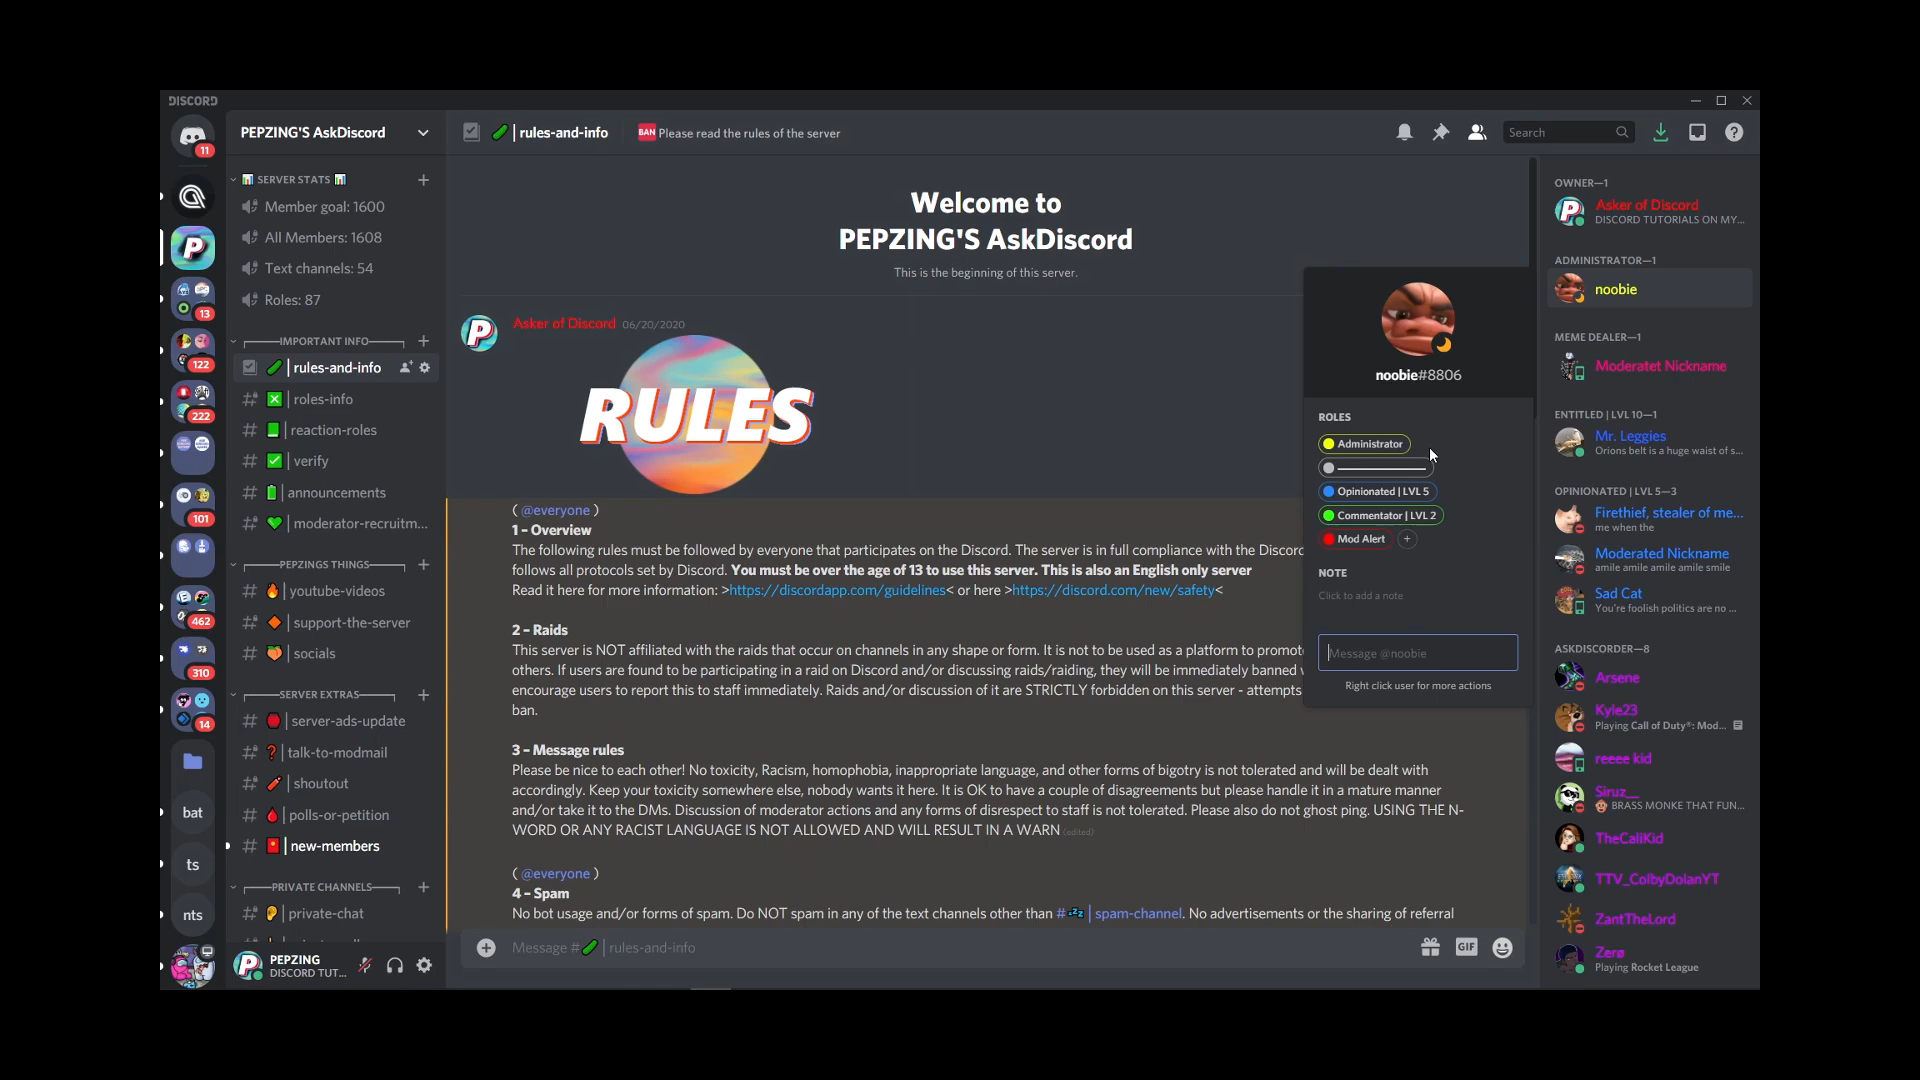 DISCORD
11
13
122
222
101
462
310
14
bat
ts
nts
PEPZING'S AskDiscord
SERVER STATS
Member goal: 1600
All Members: 1608
Text channels: 54
Roles: 87
IMPORTANT INFO
rules-and-info
roles-info
reaction-roles
verify
announcements
moderator-recruitm...
PEPZINGS THINGS
youtube-videos
support-the-server
socials
SERVER EXTRAS
server-ads-update
talk-to-modmail
shoutout
polls-or-petition
new-members
PRIVATE CHANNELS
private-chat
PEPZING
DISCORD TUT...
| rules-and-info
BAN Please read the rules of the server
Search
Welcome to
PEPZING'S AskDiscord
This is the beginning of this server.
Asker of Discord 06/20/2020
RULES
( @everyone )
1 – Overview
The following rules must be followed by everyone that participates on the Discord. The server is in full compliance with the Discord
follows all protocols set by Discord. You must be over the age of 13 to use this server. This is also an English only server
Read it here for more information: >https://discordapp.com/guidelines< or here >https://discord.com/new/safety<
2 – Raids
This server is NOT affiliated with the raids that occur on channels in any shape or form. It is not to be used as a platform to promote
others. If users are found to be participating in a raid on Discord and/or discussing raids/raiding, they will be immediately banned
encourage users to report this to staff immediately. Raids and/or discussion of it are STRICTLY forbidden on this server - attempts
ban.
3 – Message rules
Please be nice to each other! No toxicity, Racism, homophobia, inappropriate language, and other forms of bigotry is not tolerated and will be dealt with
accordingly. Keep your toxicity somewhere else, nobody wants it here. It is OK to have a couple of disagreements but please handle it in a mature manner
and/or take it to the DMs. Discussion of moderator actions and any forms of disrespect to staff is not tolerated. Please also do not ghost ping. USING THE N-
WORD OR ANY RACIST LANGUAGE IS NOT ALLOWED AND WILL RESULT IN A WARN (edited)
( @everyone )
4 – Spam
No bot usage and/or forms of spam. Do NOT spam in any of the text channels other than # | spam-channel. No advertisements or the sharing of referral
Message # | rules-and-info
GIF
noobie#8806
ROLES
Administrator
Opinionated | LVL 5
Commentator | LVL 2
Mod Alert +
NOTE
Click to add a note
Message @noobie
Right click user for more actions
OWNER—1
Asker of Discord
DISCORD TUTORIALS ON MY...
ADMINISTRATOR—1
noobie
MEME DEALER—1
Moderatet Nickname
ENTITLED | LVL 10—1
Mr. Leggies
Orions belt is a huge waist of s...
OPINIONATED | LVL 5—3
Firethief, stealer of me...
me when the
Moderated Nickname
amile amile amile amile smile
Sad Cat
You're foolish politics are no ...
ASKDISCORDER—8
Arsene
Kyle23
Playing Call of Duty®: Mod...
reeee kid
Siruz__
BRASS MONKE THAT FUN...
TheCaliKid
TTV_ColbyDolanYT
ZantTheLord
Zerø
Playing Rocket League